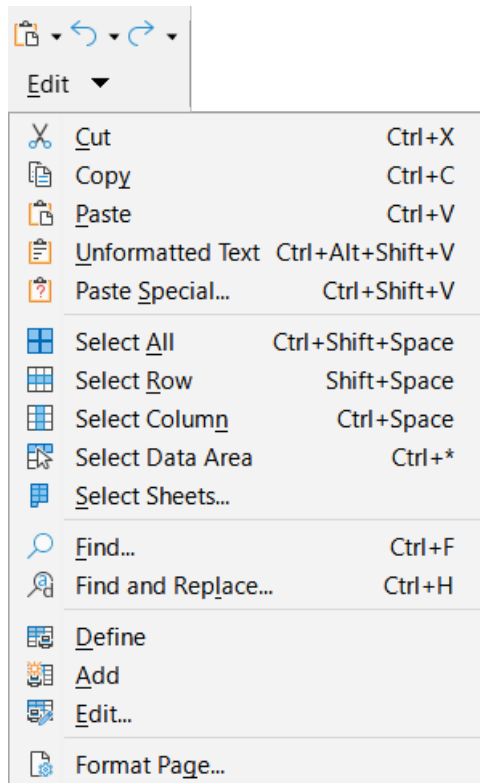 Edit
Cut Ctrl+X
Copy Ctrl+C
Paste Ctrl+V
Unformatted Text Ctrl+Alt+Shift+V
Paste Special... Ctrl+Shift+V
Select All Ctrl+Shift+Space
Select Row Shift+Space
Select Column Ctrl+Space
Select Data Area Ctrl+*
Select Sheets...
Find... Ctrl+F
Find and Replace... Ctrl+H
Define
Add
Edit...
Format Page...